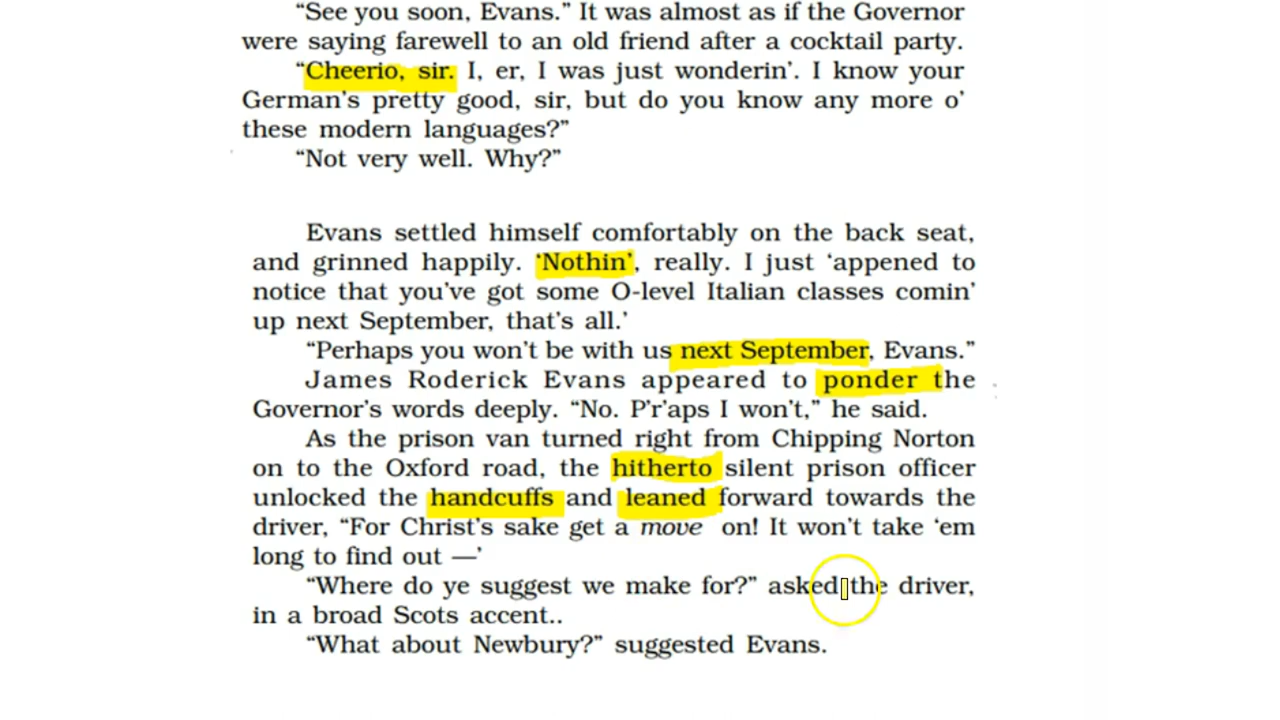 “See you soon, Evans.” It was almost as if the Governor
were saying farewell to an old friend after a cocktail party.
“Cheerio, sir. I, er, I was just wonderin’. I know your
German’s pretty good, sir, but do you know any more o’
these modern languages?”
“Not very well. Why?”
Evans settled himself comfortably on the back seat,
and grinned happily. ‘Nothin’, really. I just ‘appened to
notice that you’ve got some O-level Italian classes comin’
up next September, that’s all.’
“Perhaps you won’t be with us next September, Evans.”
James Roderick Evans appeared to ponder the
Governor’s words deeply. “No. P’r’aps I won’t,” he said.
As the prison van turned right from Chipping Norton
on to the Oxford road, the hitherto silent prison officer
unlocked the handcuffs and leaned forward towards the
driver, “For Christ’s sake get a move on! It won’t take ‘em
long to find out —’
“Where do ye suggest we make for?” asked the driver,
in a broad Scots accent..
“What about Newbury?” suggested Evans.